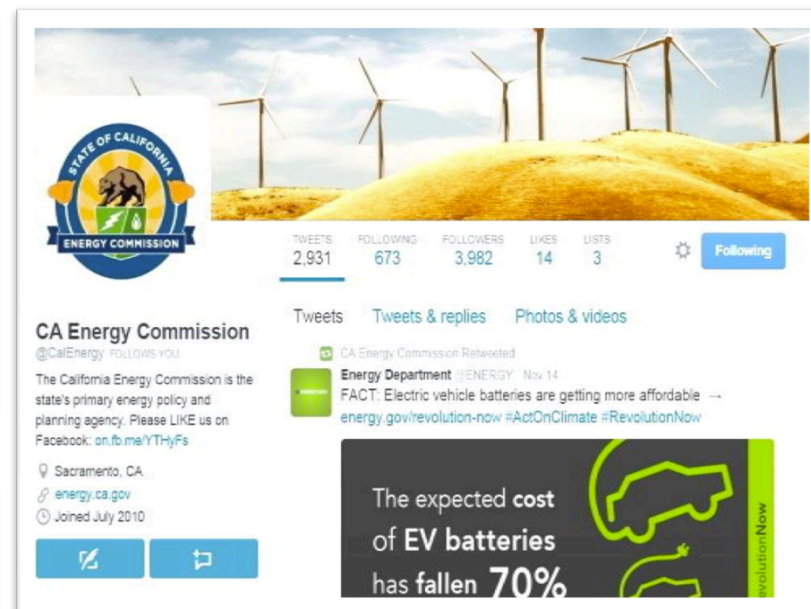 STATE OF CALIFORNIA
ENERGY COMMISSION
TWEETS FOLLOWING FOLLOWERS LIKES LISTS
2,931 673 3,982 14 3
Following
CA Energy Commission
@CalEnergy FOLLOWS YOU
The California Energy Commission is the
state's primary energy policy and
planning agency. Please LIKE us on
Facebook: on.fb.me/YTHyFs
Sacramento, CA
energy.ca.gov
Joined July 2010
Tweets Tweets & replies Photos & videos
CA Energy Commission Retweeted
Energy Department @ENERGY · Nov 14
FACT: Electric vehicle batteries are getting more affordable →
energy.gov/revolution-now #ActOnClimate #RevolutionNow
The expected cost
of EV batteries
has fallen 70%
evolutionNow